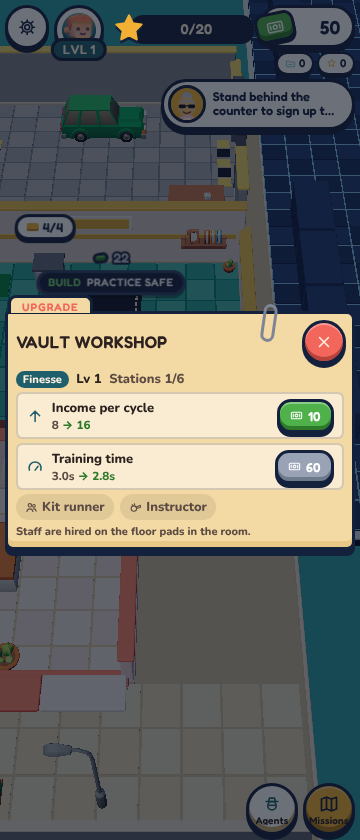 0/20
50
LVL 1
0
0
Stand behind the
counter to sign up t...
4/4
22
BUILD PRACTICE SAFE
UPGRADE
VAULT WORKSHOP
Finesse Lv 1 Stations 1/6
Income per cycle
8 → 16
10
Training time
3.0s → 2.8s
60
Kit runner
Instructor
Staff are hired on the floor pads in the room.
Agents
Missions